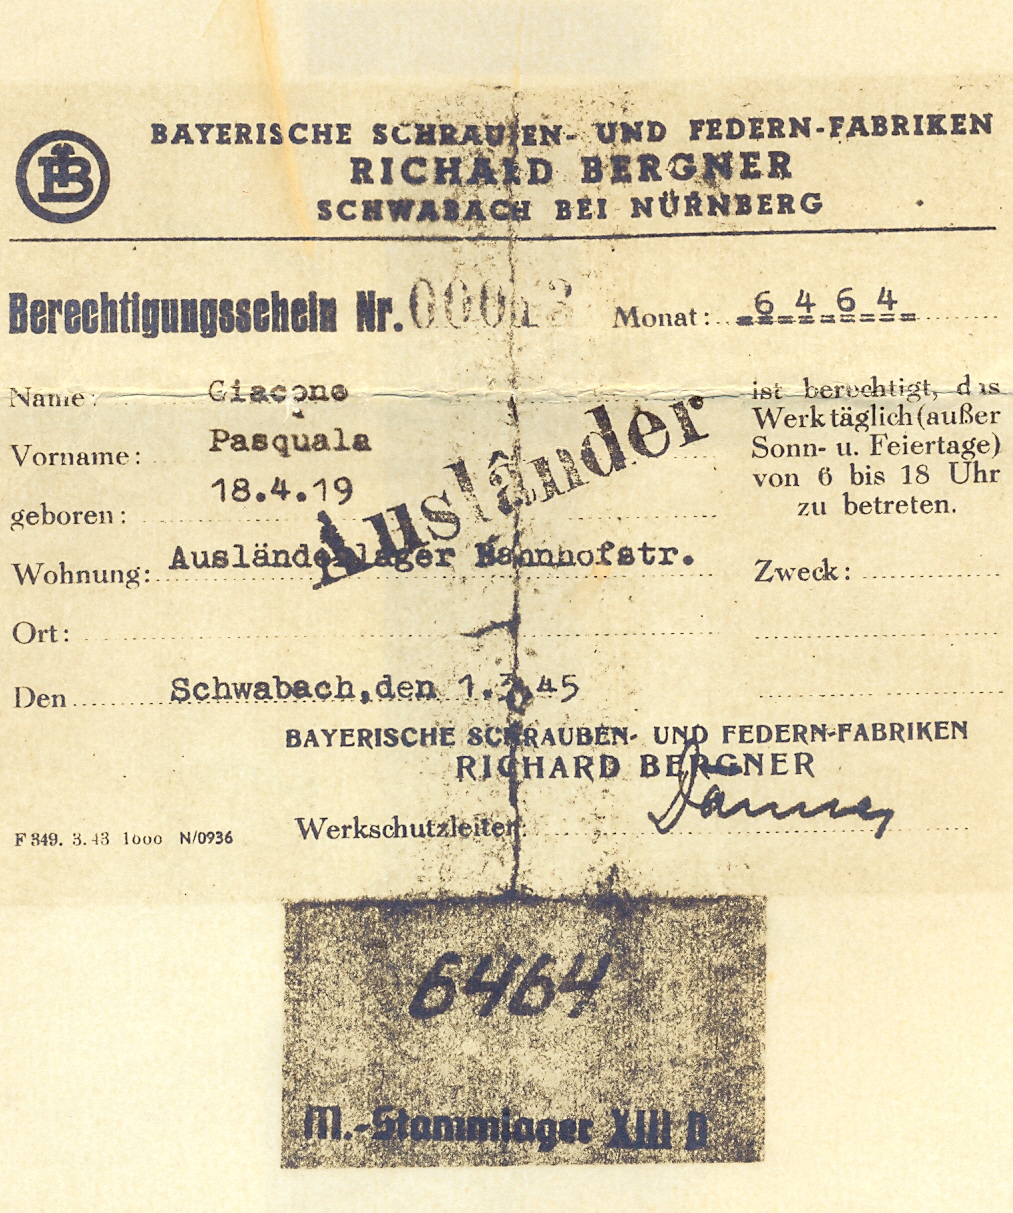 BAYERISCHE SCHRAUBEN- UND FEDERN-FABRIKEN
RICHARD BERGNER
SCHWABACH BEI NÜRNBERG
Berechtigungsschein Nr.
Monat: 6 4 6 4
Name: Giacone
Vorname: Pasquala
geboren: 18.4.19
Wohnung: Ausländerlager Bahnhofstr.
Ort:
Den Schwabach, den 1.3.45
Ausländer
ist berechtigt, das
Werk täglich (außer
Sonn- u. Feiertage)
von 6 bis 18 Uhr
zu betreten.
Zweck:
BAYERISCHE SCHRAUBEN- UND FEDERN-FABRIKEN
RICHARD BERGNER
Werkschutzleiter:
F 349. 3. 43 1000 N/0936
6464
M.-Stammlager XIII D